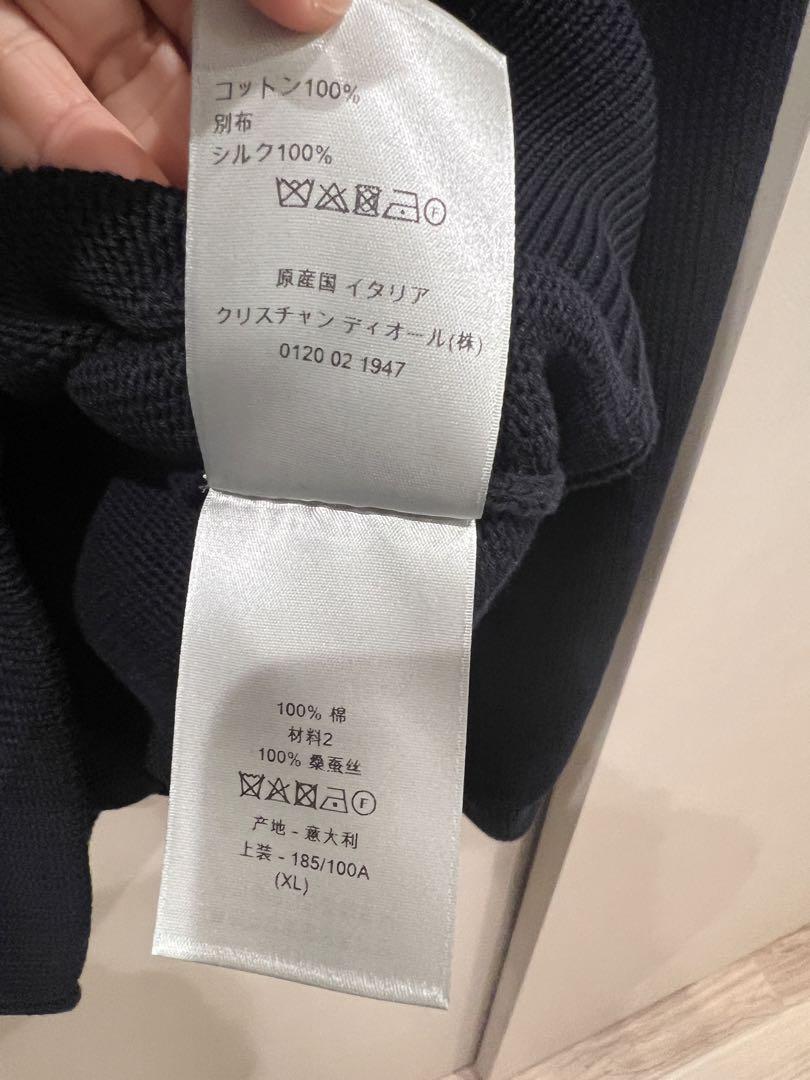 コットン100%
別布
シルク100%
F
原産国 イタリア
クリスチャン ディオール(株)
0120 02 1947
100% 棉
材料2
100% 桑蚕丝
F
产地 - 意大利
上装 - 185/100A
(XL)